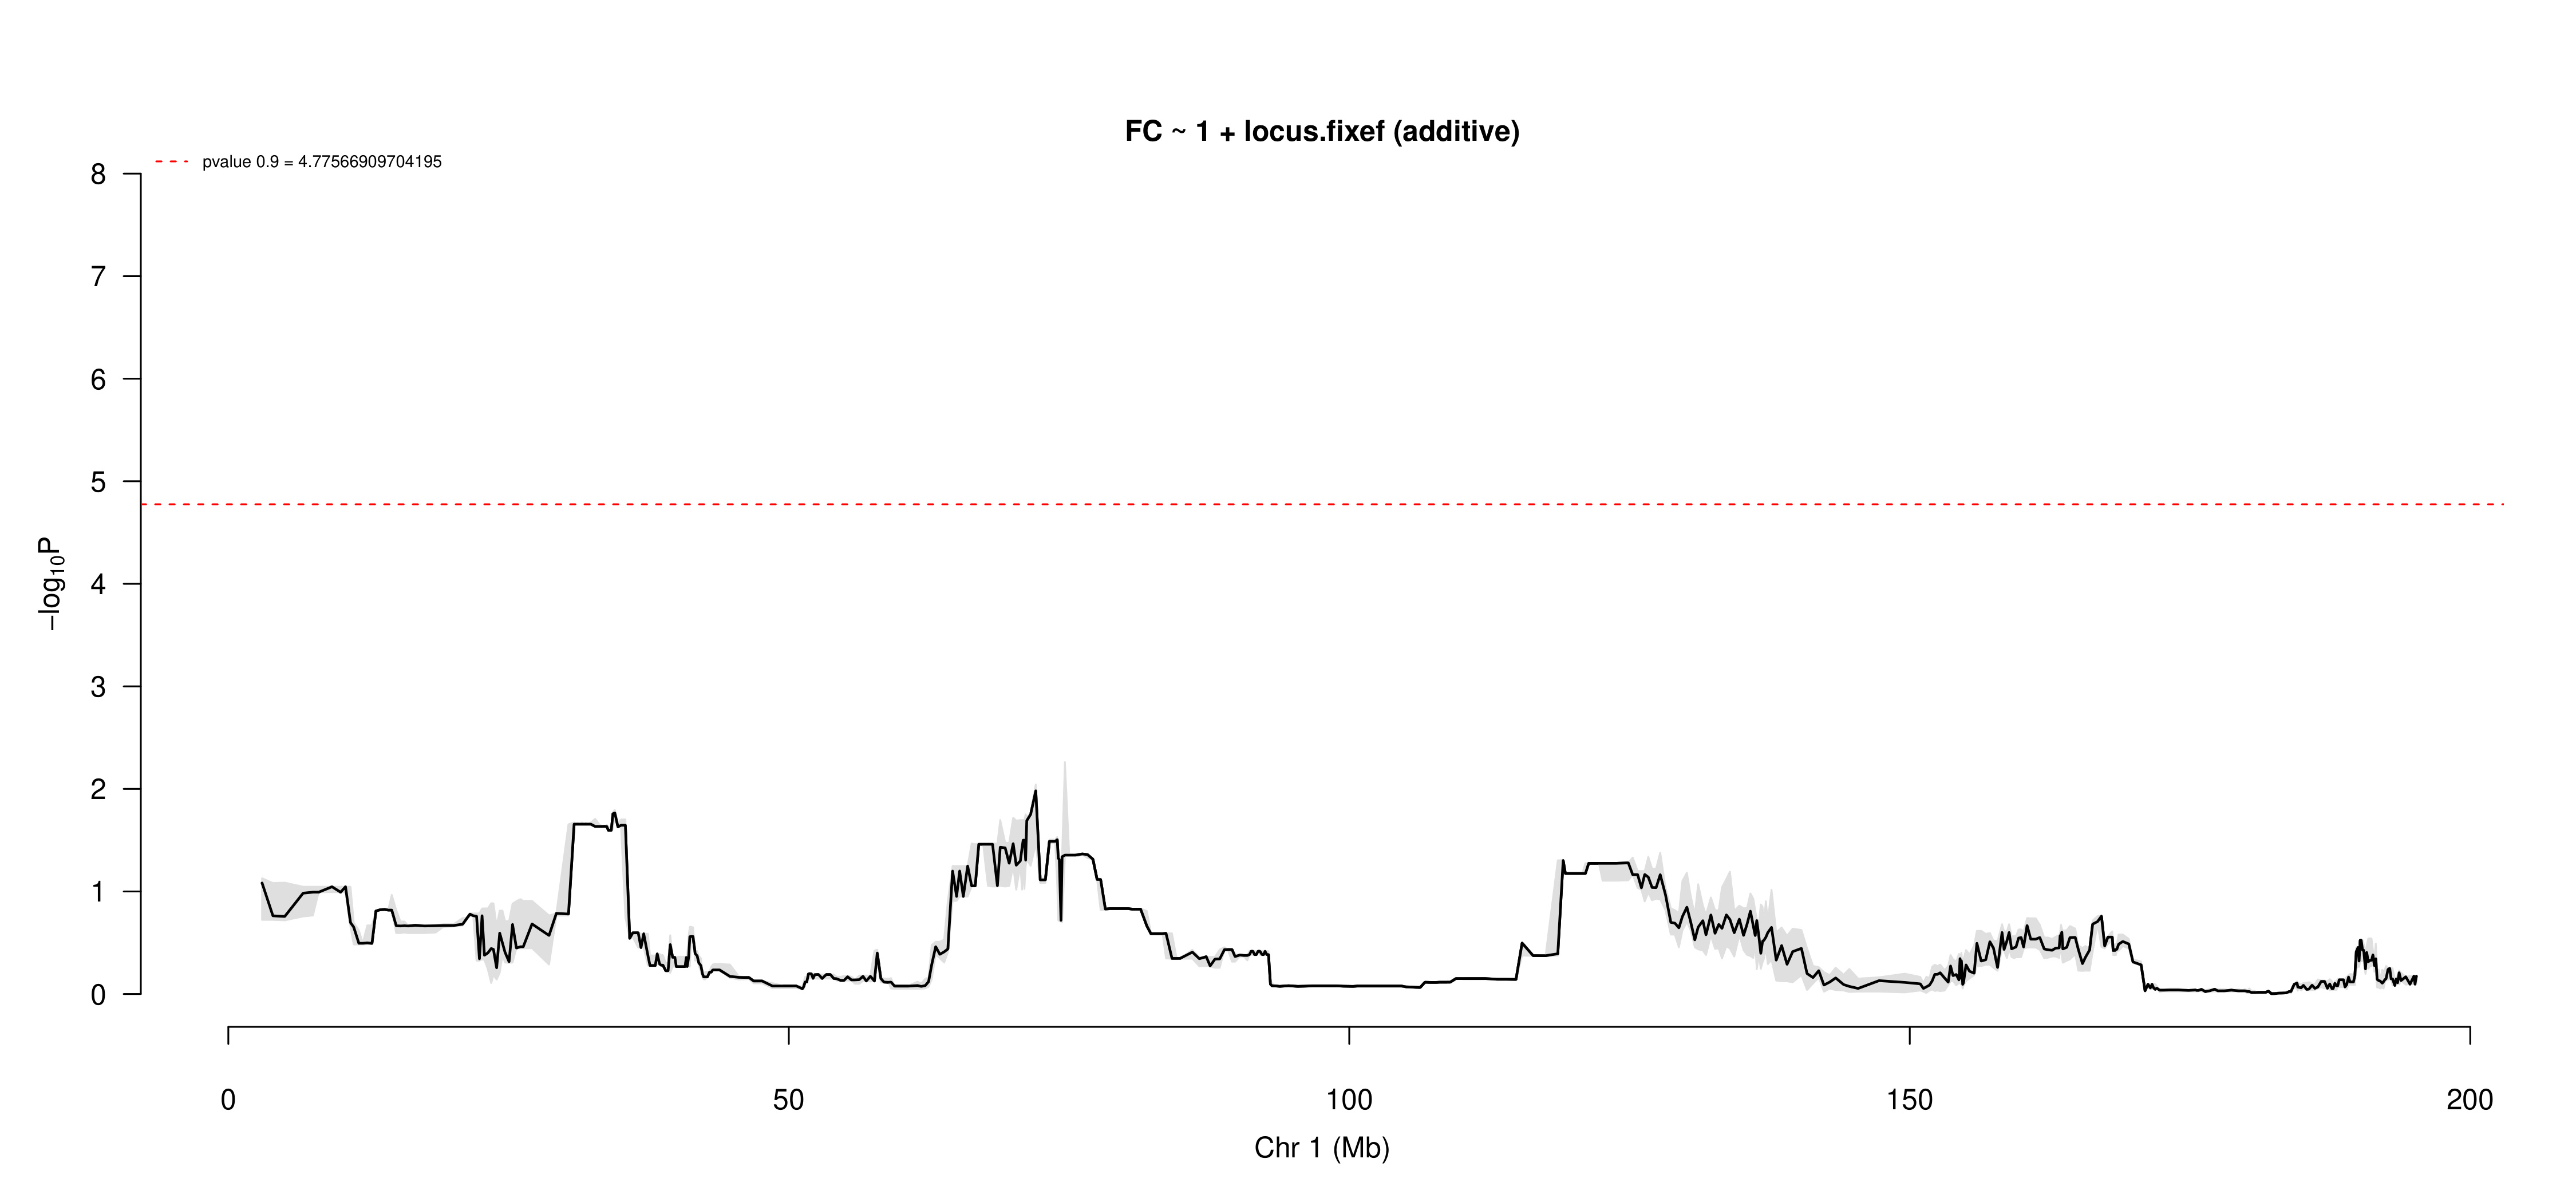 FC ~ 1 + locus.fixef (additive)
pvalue 0.9 = 4.77566909704195
8
7
6
5
4
3
2
1
0
−log10P
0 50 100 150 200
Chr 1 (Mb)